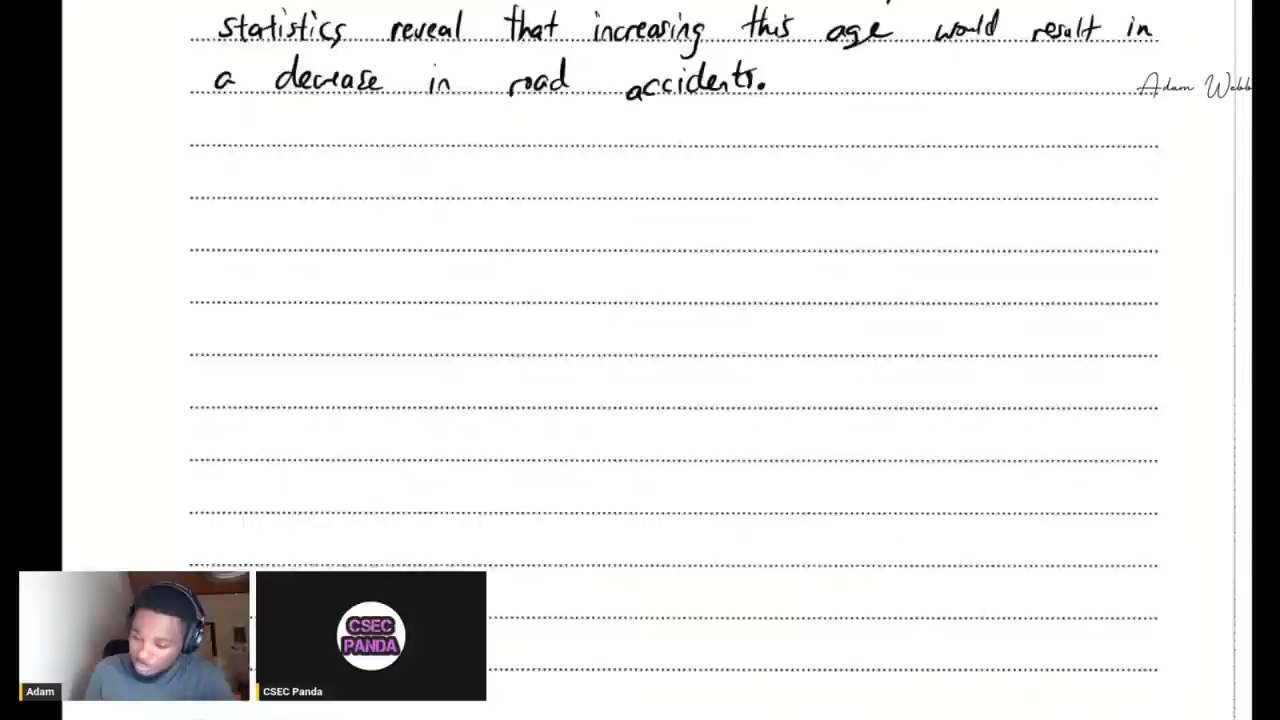 statistics reveal that increasing this age would result in
a decrease in road accidents.
Adam Webb
CSEC
PANDA
Adam
CSEC Panda